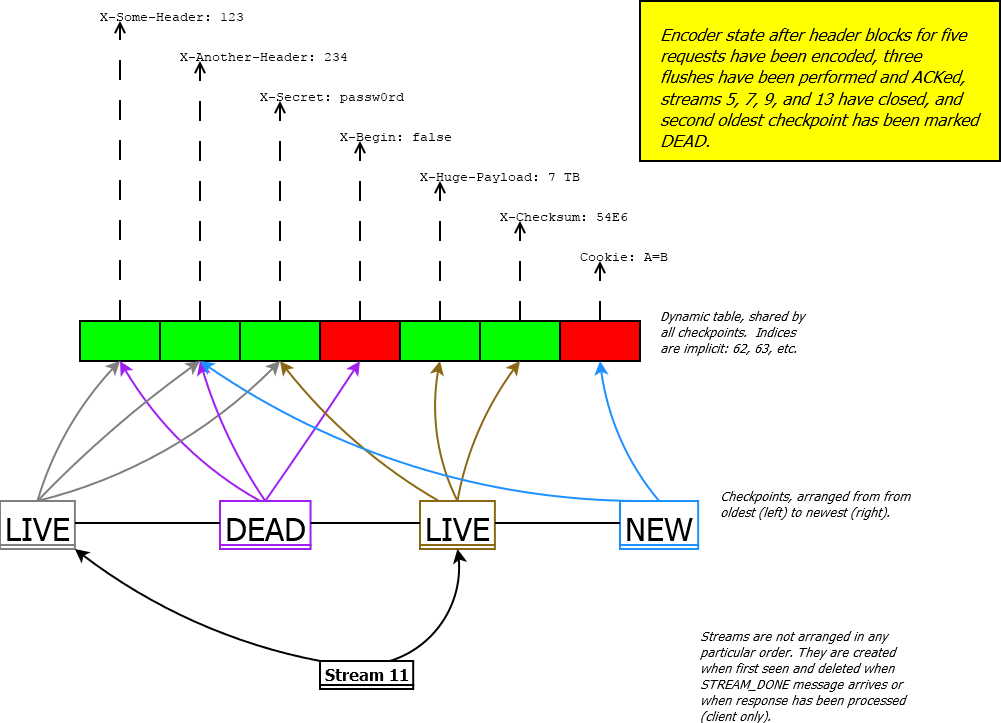 X-Some-Header: 123
Encoder state after header blocks for five
requests have been encoded, three
flushes have been performed and ACKed,
streams 5, 7, 9, and 13 have closed, and
second oldest checkpoint has been marked
DEAD.
X-Another-Header: 234
X-Secret: passw0rd
X-Begin: false
X-Huge-Payload: 7 TB
X-Checksum: 54E6
Cookie: A=B
Dynamic table, shared by
all checkpoints.  Indices
are implicit: 62, 63, etc.
LIVE
DEAD
LIVE
NEW
Checkpoints, arranged from from
oldest (left) to newest (right).
Stream 11
Streams are not arranged in any
particular order. They are created
when first seen and deleted when
STREAM_DONE message arrives or
when response has been processed
(client only).